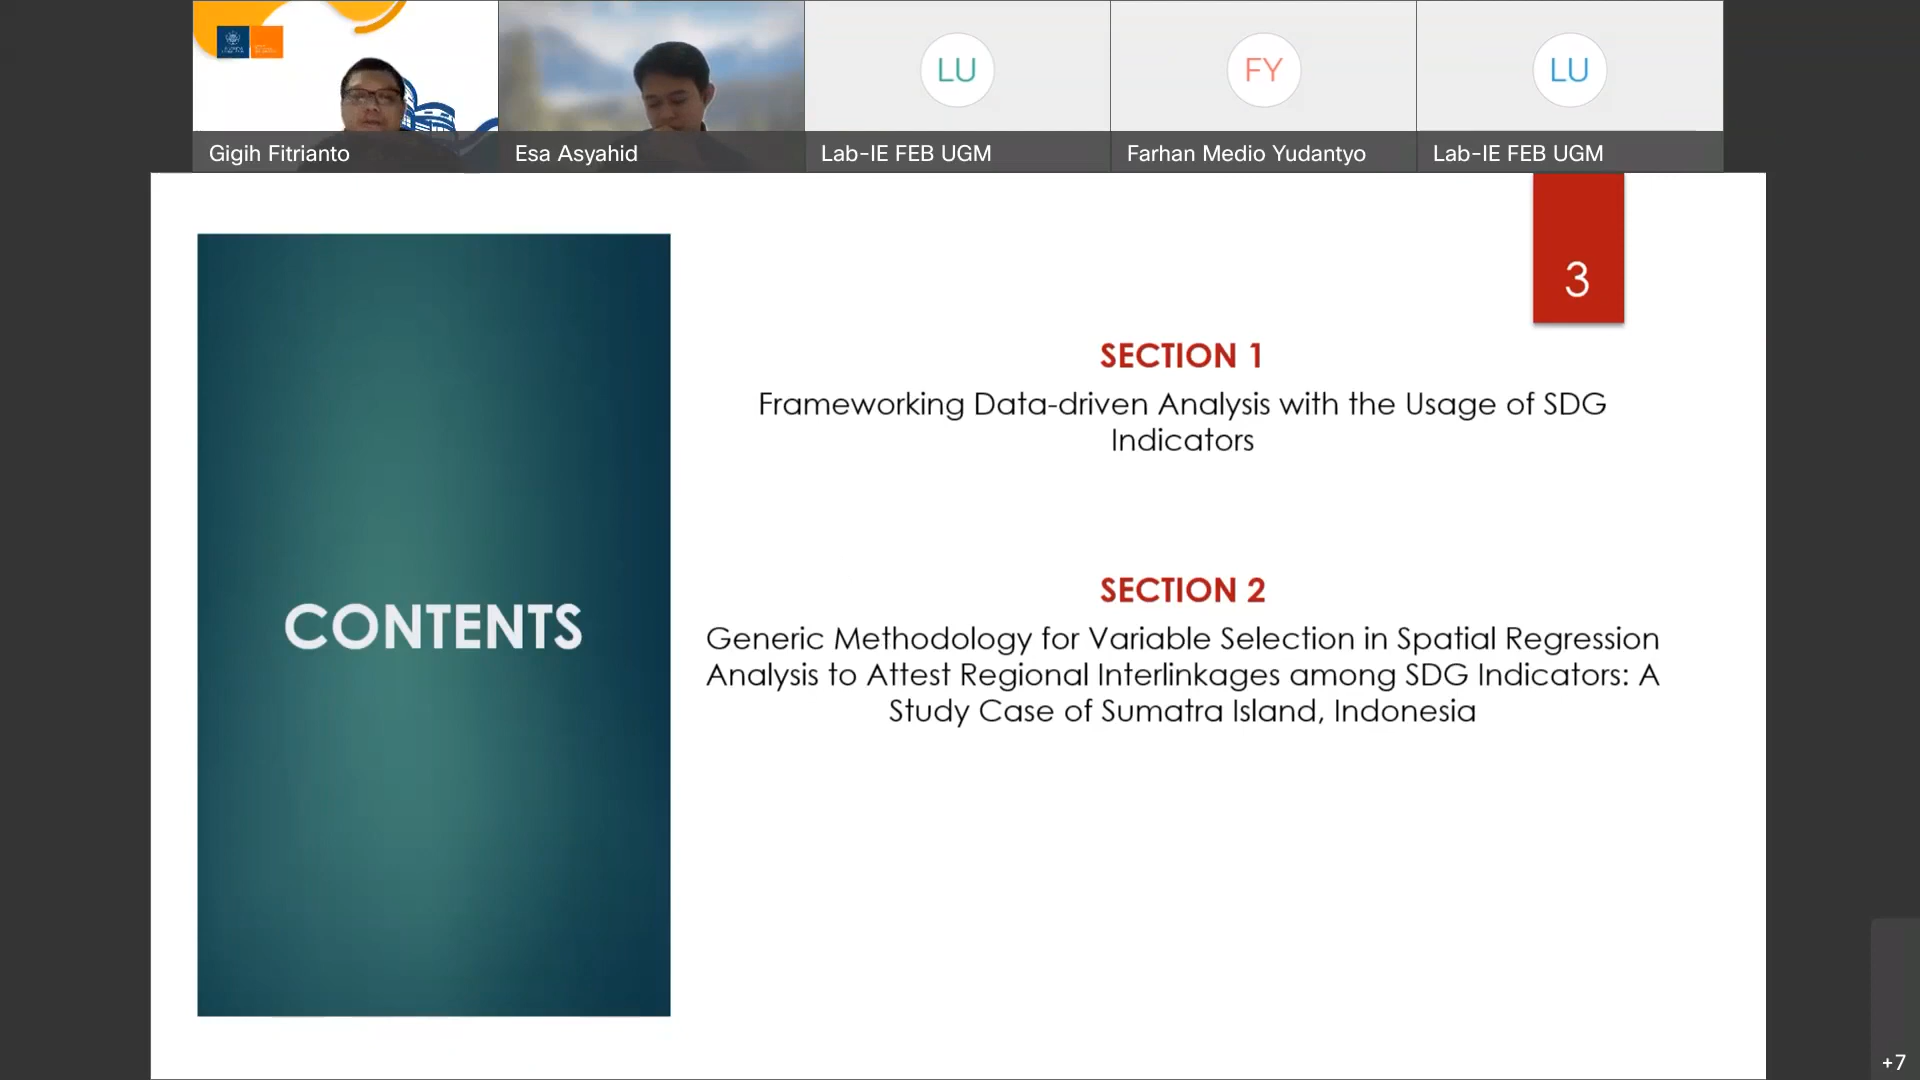 LU
FY
LU
Gigih Fitrianto
Esa Asyahid
Lab-IE FEB UGM
Farhan Medio Yudantyo
Lab-IE FEB UGM
3
CONTENTS
SECTION 1
Frameworking Data-driven Analysis with the Usage of SDG
Indicators
SECTION 2
Generic Methodology for Variable Selection in Spatial Regression
Analysis to Attest Regional Interlinkages among SDG Indicators: A
Study Case of Sumatra Island, Indonesia
+7